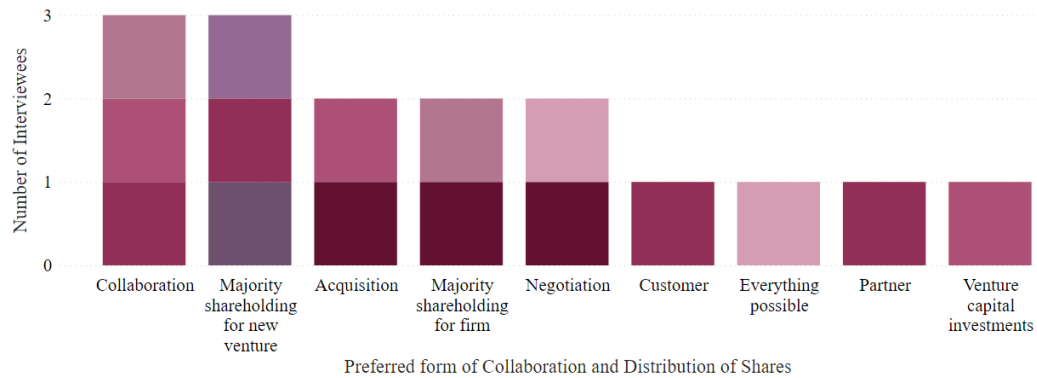 Number of Interviewees
3
2
1
0
Collaboration
Majority
shareholding
for new
venture
Acquisition
Majority
shareholding
for firm
Negotiation
Customer
Everything
possible
Partner
Venture
capital
investments
Preferred form of Collaboration and Distribution of Shares